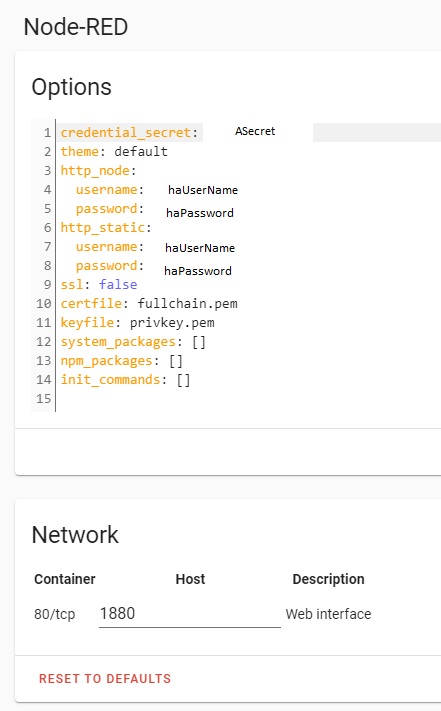 Node-RED
Options
1 credential_secret: ASecret
2 theme: default
3 http_node:
4 username: haUserName
5 password: haPassword
6 http_static:
7 username: haUserName
8 password: haPassword
9 ssl: false
10 certfile: fullchain.pem
11 keyfile: privkey.pem
12 system_packages: []
13 npm_packages: []
14 init_commands: []
15
Network
Container Host Description
80/tcp 1880 Web interface
RESET TO DEFAULTS